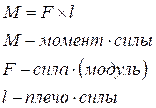 M = F × l
M − момент · силы
F − сила · (модуль)
l − плечо · силы